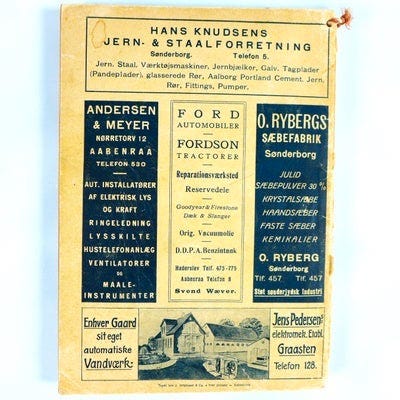 HANS KNUDSENS
JERN- & STAALFORRETNING
Sønderborg. Telefon 5.
Jern. Staal. Værktøjsmaskiner, Jernbjælker, Galv. Tagplader
(Pandeplader), glasserede Rør, Aalborg Portland Cement. Jern,
Rør, Fittings, Pumper.
ANDERSEN
& MEYER
NØRRETORV 12
AABENRAA
TELEFON 530
AUT. INSTALLATØRER
AF ELEKTRISK LYS
OG KRAFT
RINGELEDNING
LYSSKILTE
HUSTELEFONANLÆG
VENTILATORER
OG
MAALE-
INSTRUMENTER
FORD
AUTOMOBILER
FORDSON
TRACTORER
Reparationsværksted
Reservedele
Goodyear & Firestone
Dæk & Slanger
Orig. Vacuumolie
D.D.P.A. Benzintank
Haderslev Telf. 675-775
Aabenraa Telefon 8
Svend Wæver.
O. RYBERGS
SÆBEFABRIK
Sønderborg
JULID
SÆBEPULVER 30%
KRYSTALSÆBE
HAANDSÆBER
FASTE SÆBER
KEMIKALIER
O. RYBERG
Sønderborg
Tlf. 457 Tlf. 457
Støt sønderjydsk Industri
Enhver Gaard
sit eget
automatiske
Vandværk
Jens Pedersens
elektromek. Etabl.
Graasten
Telefon 128.